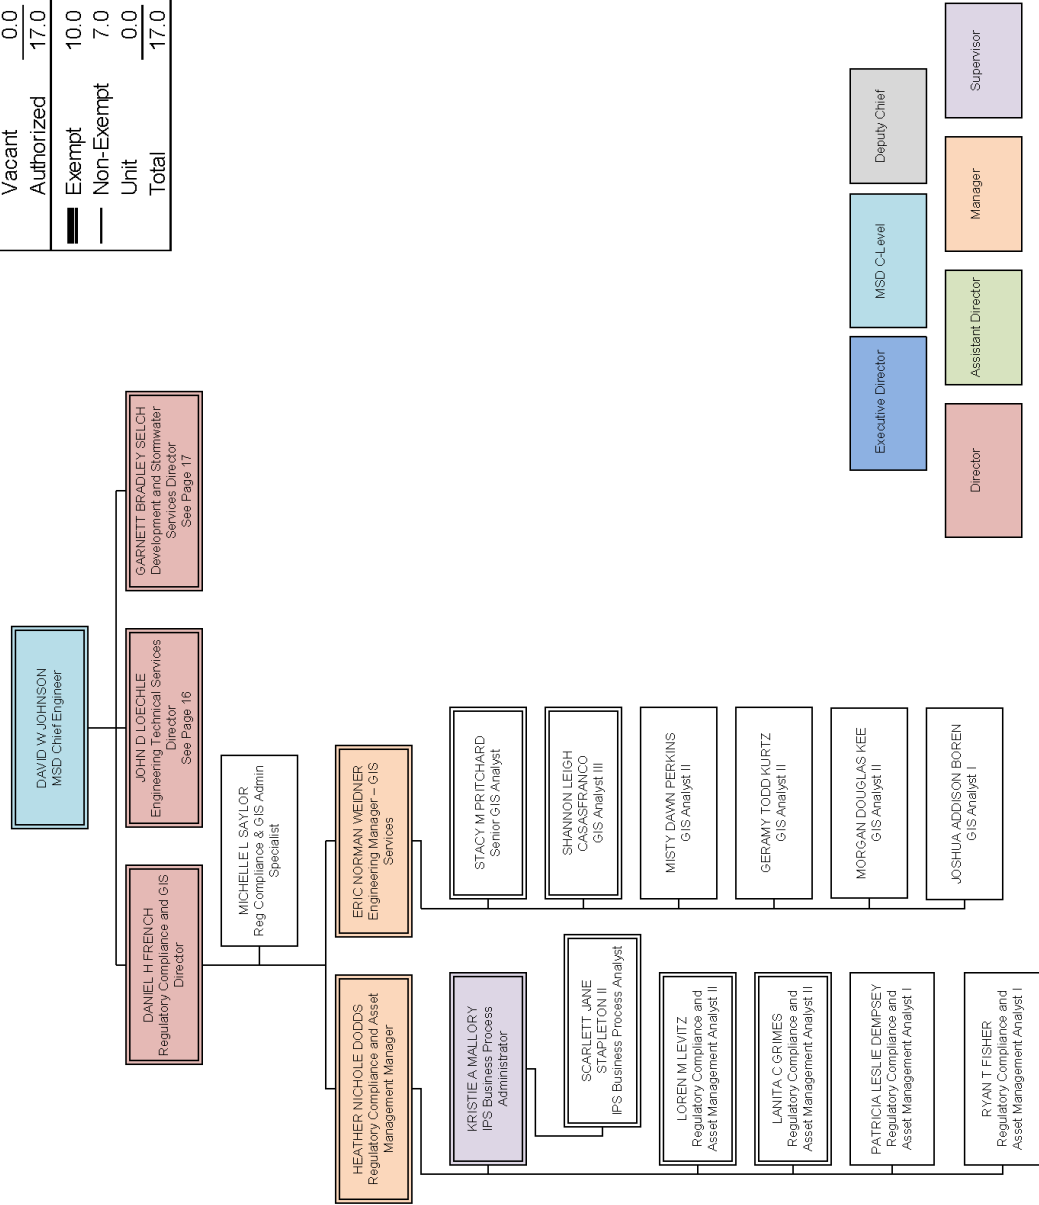 Vacant 0.0
Authorized 17.0
Exempt 10.0
Non-Exempt 7.0
Unit 0.0
Total 17.0
DAVID W JOHNSON
MSD Chief Engineer
DANIEL H FRENCH
Regulatory Compliance and GIS
Director
JOHN D LOECHLE
Engineering Technical Services
Director
See Page 16
GARNETT BRADLEY SELCH
Development and Stormwater
Services Director
See Page 17
MICHELLE L SAYLOR
Reg Compliance & GIS Admin
Specialist
HEATHER NICHOLE DODDS
Regulatory Compliance and Asset
Management Manager
ERIC NORMAN WEIDNER
Engineering Manager – GIS
Services
KRISTIE A MALLORY
IPS Business Process
Administrator
SCARLETT JANE
STAPLETON II
IPS Business Process Analyst
LOREN M LEVITZ
Regulatory Compliance and
Asset Management Analyst II
LANITA C GRIMES
Regulatory Compliance and
Asset Management Analyst II
PATRICIA LESLIE DEMPSEY
Regulatory Compliance and
Asset Management Analyst I
RYAN T FISHER
Regulatory Compliance and
Asset Management Analyst I
STACY M PRITCHARD
Senior GIS Analyst
SHANNON LEIGH
CASASFRANCO
GIS Analyst III
MISTY DAWN PERKINS
GIS Analyst II
GERAMY TODD KURTZ
GIS Analyst II
MORGAN DOUGLAS KEE
GIS Analyst II
JOSHUA ADDISON BOREN
GIS Analyst I
Executive Director
MSD C-Level
Deputy Chief
Director
Assistant Director
Manager
Supervisor